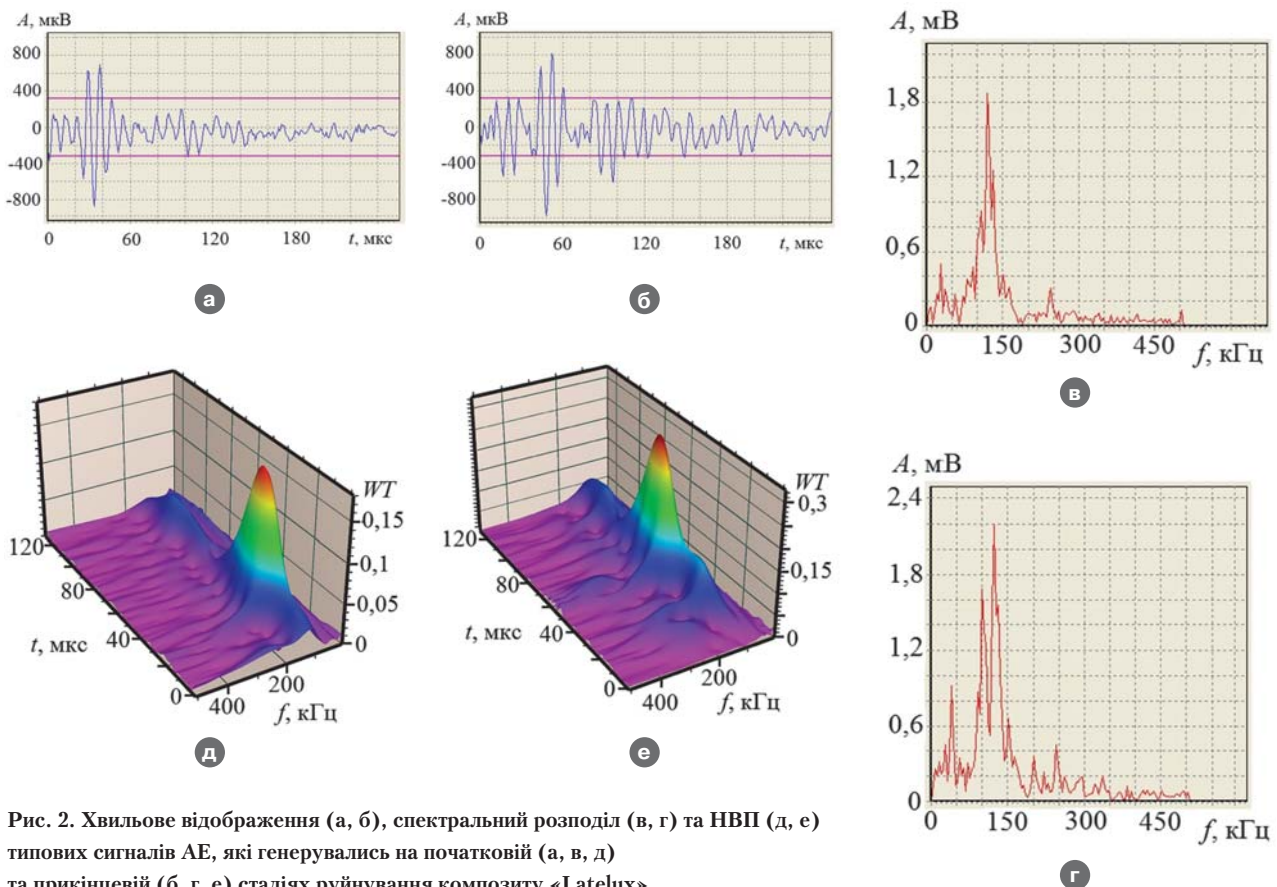 A, мкВ
800
400
0
-400
-800
0 60 120 180 t, мкс
а
A, мкВ
800
400
0
-400
-800
0 60 120 180 t, мкс
б
A, мВ
1,8
1,2
0,6
0
0 150 300 450 f, кГц
в
WT
0,15
0,1
0,05
0
120
80
40
0
t, мкс
400 200
f, кГц
д
WT
0,3
0,15
0
120
80
40
0
t, мкс
400 200
f, кГц
е
A, мВ
2,4
1,8
1,2
0,6
0
0 150 300 450 f, кГц
г
Рис. 2. Хвильове відображення (а, б), спектральний розподіл (в, г) та НВП (д, е)
типових сигналів АЕ, які генерувались на початковій (а, в, д)
та прикінцевій (б, г, е) стадіях руйнування композиту «Latelux»